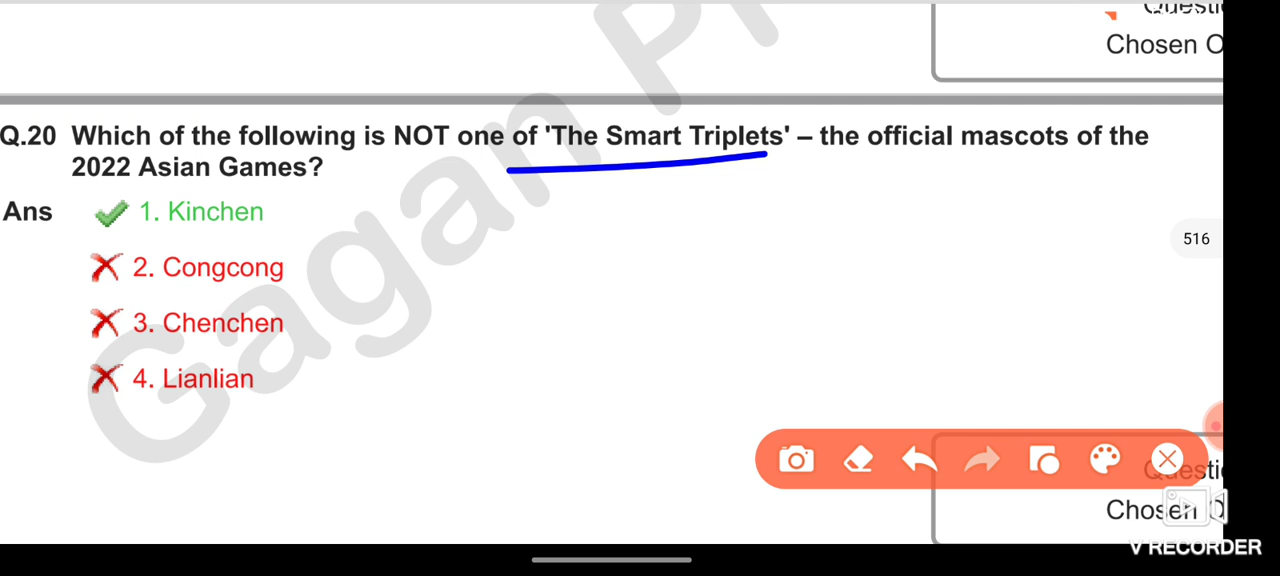 Chosen O
Q.20 Which of the following is NOT one of 'The Smart Triplets' – the official mascots of the
2022 Asian Games?
Ans 1. Kinchen
2. Congcong
516
3. Chenchen
4. Lianlian
Chosen
V RECORDER
Gagan